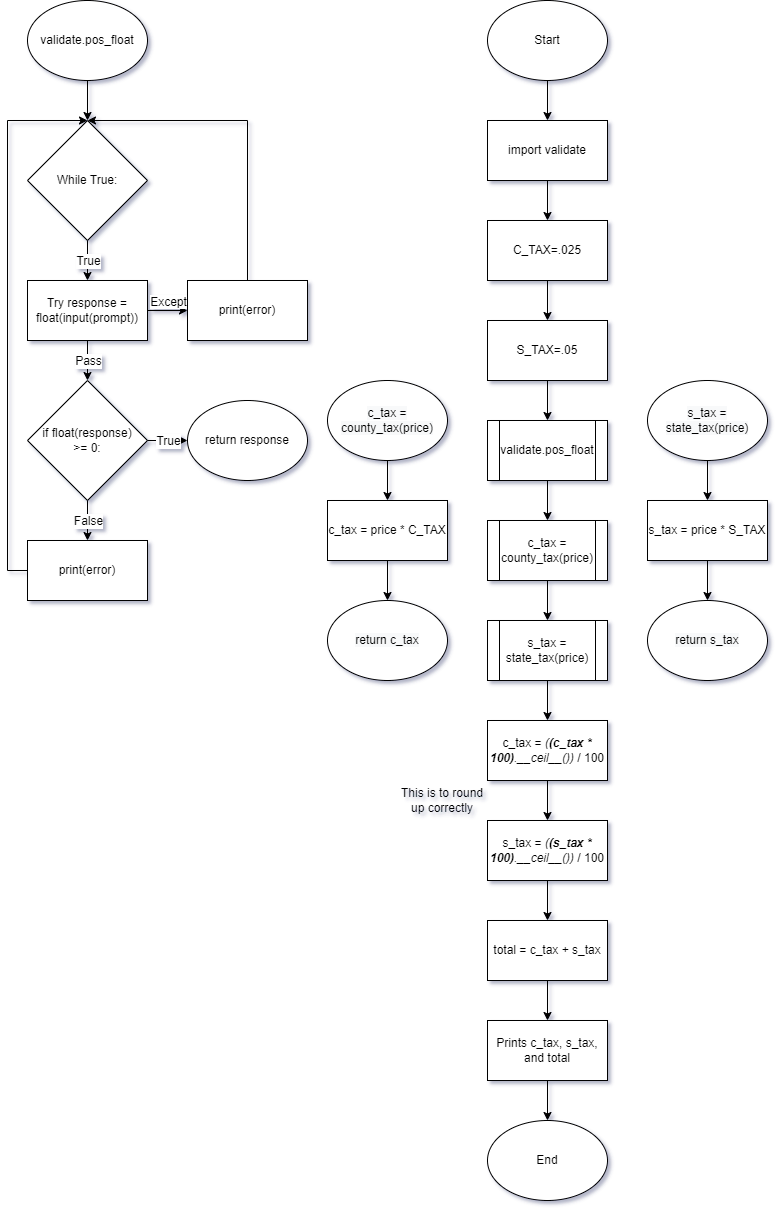 validate.pos_float
While True:
True
Try response =
float(input(prompt))
Except
print(error)
Pass
if float(response)
>= 0:
True
return response
False
print(error)
c_tax =
county_tax(price)
c_tax = price * C_TAX
return c_tax
Start
import validate
C_TAX=.025
S_TAX=.05
validate.pos_float
c_tax =
county_tax(price)
s_tax =
state_tax(price)
c_tax = ((c_tax *
100).__ceil__()) / 100
This is to round
up correctly
s_tax = ((s_tax *
100).__ceil__()) / 100
total = c_tax + s_tax
Prints c_tax, s_tax,
and total
End
s_tax =
state_tax(price)
s_tax = price * S_TAX
return s_tax